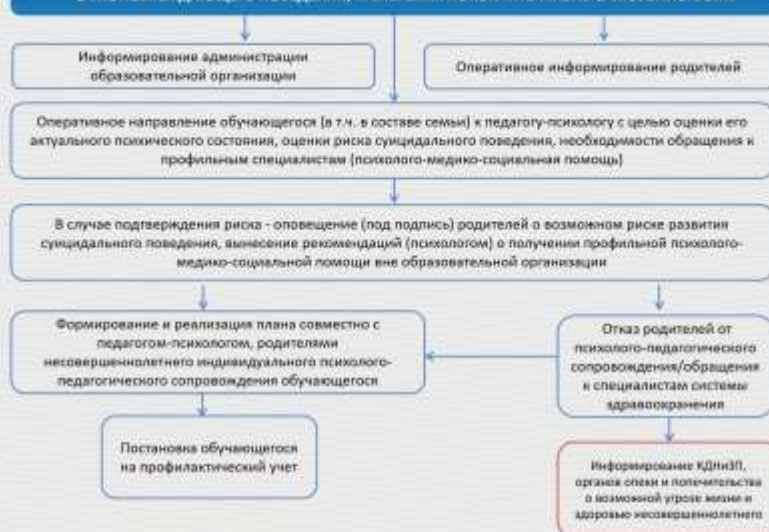 Информирование администрации
образовательной организации
Оперативное информирование родителей
Оперативное направление обучающегося (в т.ч. в составе семьи) к педагогу-психологу с целью оценки его
актуального психического состояния, оценки риска суицидального поведения, необходимости обращения к
профильным специалистам (психолого-медико-социальная помощь)
В случае подтверждения риска - оповещение (под подпись) родителей о возможном риске развития
суицидального поведения, вынесение рекомендаций (психологом) о получении профильной психолого-
медико-социальной помощи вне образовательной организации
Формирование и реализация плана совместно с
педагогом-психологом, родителями
несовершеннолетнего индивидуального психолого-
педагогического сопровождения обучающегося
Отказ родителей от
психолого-педагогического
сопровождения/обращения
к специалистам системы
здравоохранения
Постановка обучающегося
на профилактический учет
Информирование КДНиЗП,
органов опеки и попечительства
о возможной угрозе жизни и
здоровью несовершеннолетнего